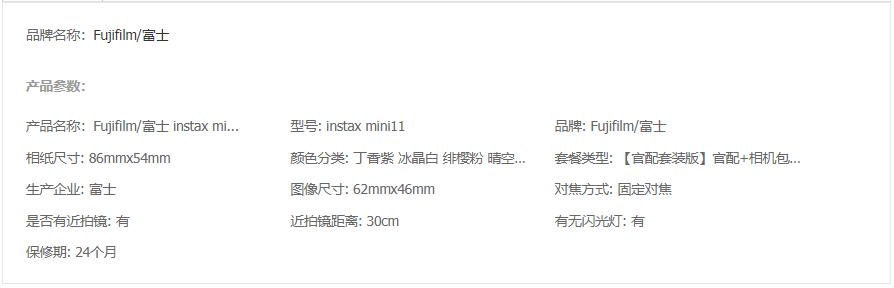 品牌名称：Fujifilm/富士
产品参数：
产品名称：Fujifilm/富士 instax mi... 型号: instax mini11 品牌: Fujifilm/富士
相纸尺寸: 86mmx54mm 颜色分类: 丁香紫 冰晶白 绯樱粉 晴空... 套餐类型: 【官配套装版】官配+相机包...
生产企业: 富士 图像尺寸: 62mmx46mm 对焦方式: 固定对焦
是否有近拍镜: 有 近拍镜距离: 30cm 有无闪光灯: 有
保修期: 24个月